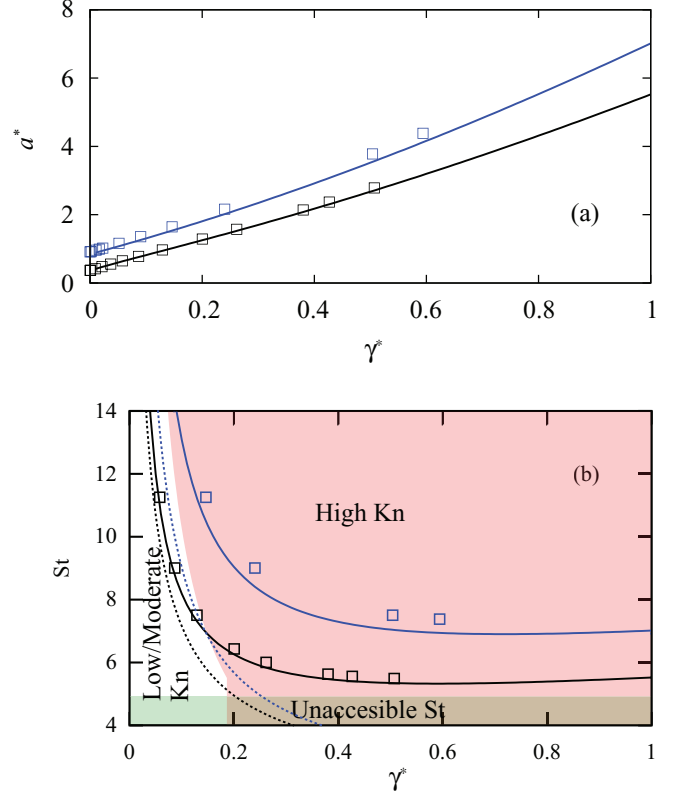 8
6
a*
4
2
(a)
0
0 0.2 0.4 0.6 0.8 1
γ*
14
12
(b)
High Kn
10
St
8
Low/Moderate
Kn
6
Unaccesible St
4
0 0.2 0.4 0.6 0.8 1
γ*